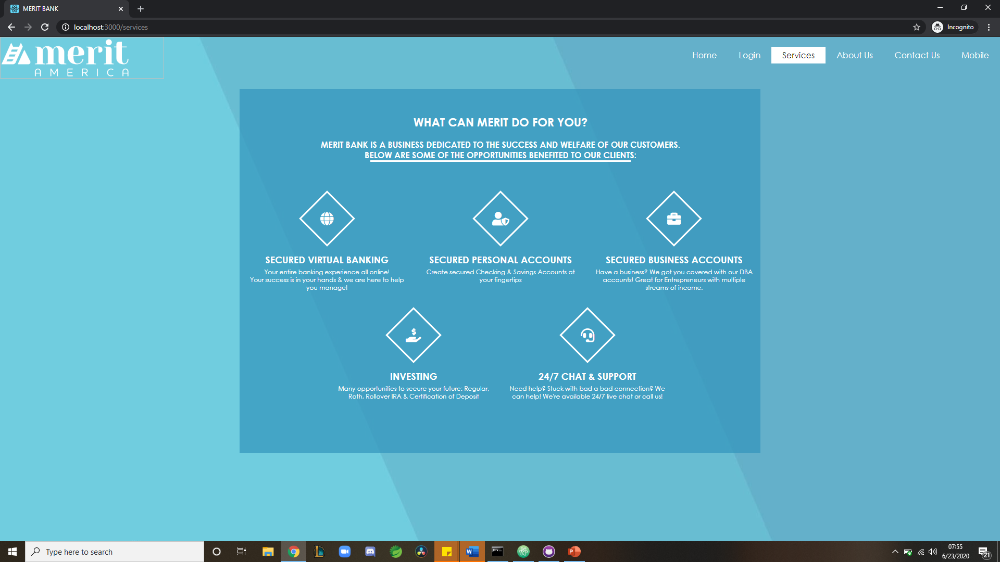 MERIT BANK
localhost:3000/services
Incognito
merit
AMERICA
Home Login Services About Us Contact Us Mobile
WHAT CAN MERIT DO FOR YOU?
MERIT BANK IS A BUSINESS DEDICATED TO THE SUCCESS AND WELFARE OF OUR CUSTOMERS.
BELOW ARE SOME OF THE OPPORTUNITIES BENEFITED TO OUR CLIENTS:
SECURED VIRTUAL BANKING
Your entire banking experience all online!
Your success is in your hands & we are here to help
you manage!
SECURED PERSONAL ACCOUNTS
Create secured Checking & Savings Accounts at
your fingertips
SECURED BUSINESS ACCOUNTS
Have a business? We got you covered with our DBA
accounts! Great for Entrepreneurs with multiple
streams of income.
INVESTING
Many opportunities to secure your future: Regular,
Roth, Rollover IRA & Certification of Deposit
24/7 CHAT & SUPPORT
Need help? Stuck with bad a bad connection? We
can help! We're available 24/7 live chat or call us!
Type here to search
07:55
6/23/2020
21